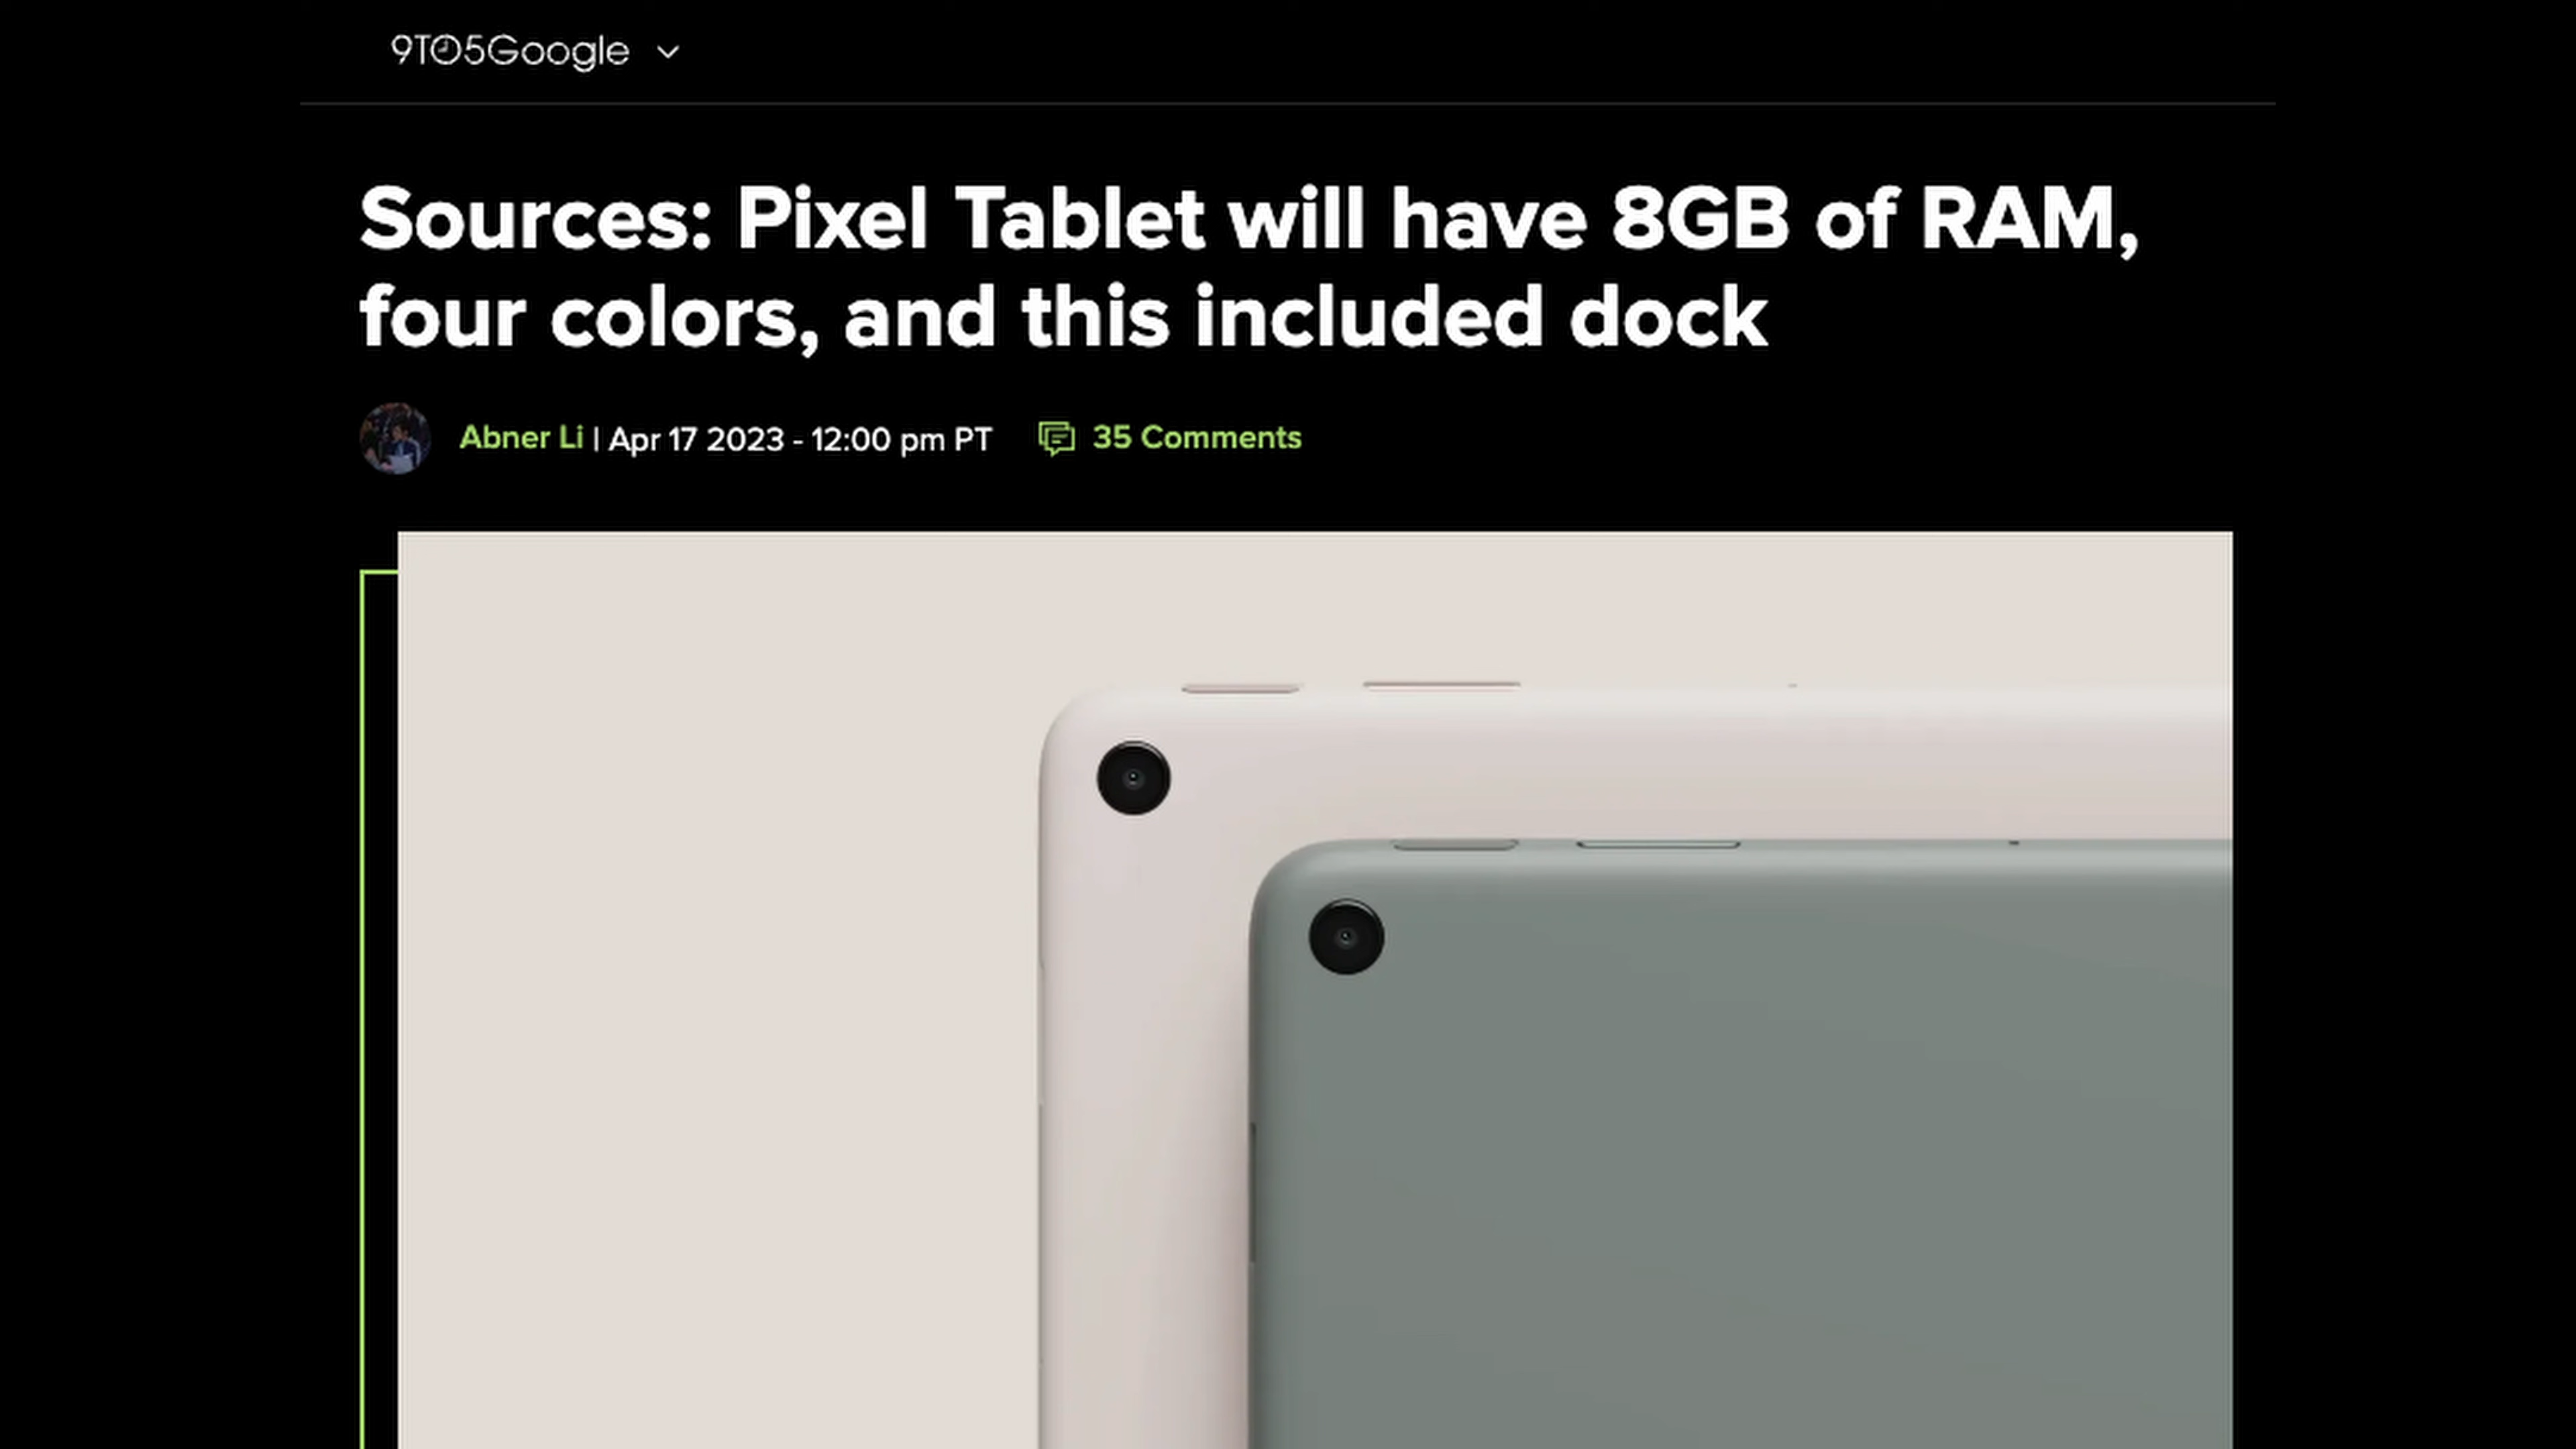 9TO5Google
Sources: Pixel Tablet will have 8GB of RAM,
four colors, and this included dock
Abner Li | Apr 17 2023 - 12:00 pm PT 35 Comments